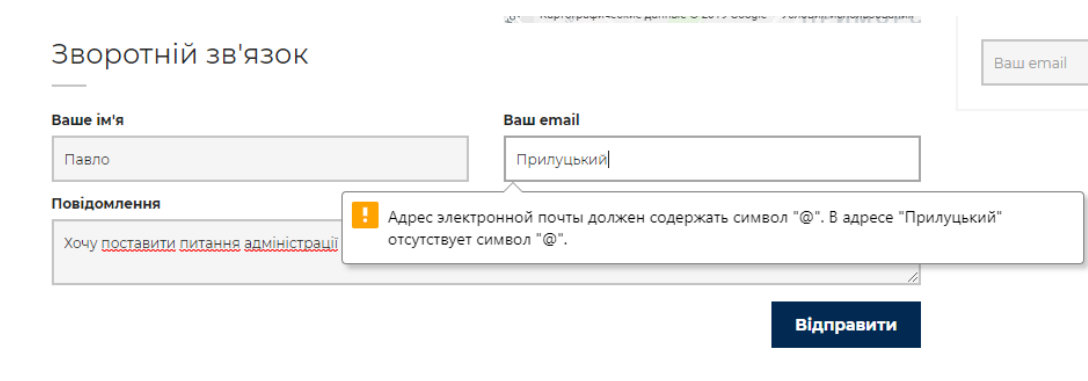 Зворотній зв'язок
Ваш email
Ваше ім'я
Ваш email
Павло
Прилуцький
Повідомлення
Адрес электронной почты должен содержать символ "@". В адресе "Прилуцький"
отсутствует символ "@".
Хочу поставити питання адміністрації
Відправити